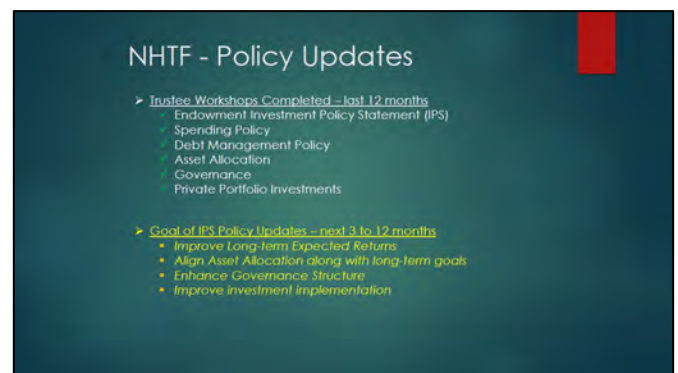 NHTF - Policy Updates
➢ Trustee Workshops Completed – last 12 months
✓ Endowment Investment Policy Statement (IPS)
✓ Spending Policy
✓ Debt Management Policy
✓ Asset Allocation
✓ Governance
✓ Private Portfolio Investments
➢ Goal of IPS Policy Updates – next 3 to 12 months
▪ Improve Long-term Expected Returns
▪ Align Asset Allocation along with long-term goals
▪ Enhance Governance Structure
▪ Improve investment implementation